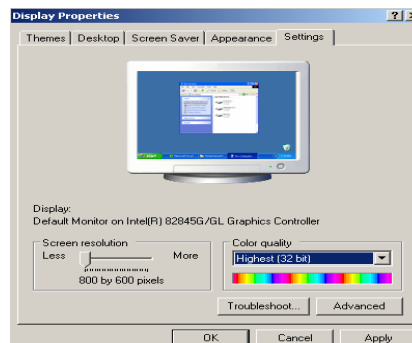 Display Properties
Themes Desktop Screen Saver Appearance Settings
Display:
Default Monitor on Intel(R) 82845G/GL Graphics Controller
Screen resolution
Less More
800 by 600 pixels
Color quality
Highest (32 bit)
Troubleshoot... Advanced
OK Cancel Apply